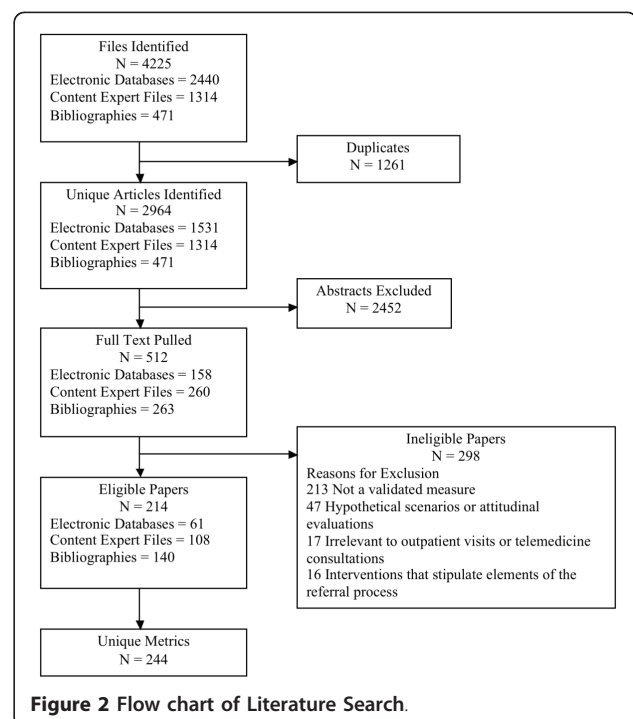 Files Identified
N = 4225
Electronic Databases = 2440
Content Expert Files = 1314
Bibliographies = 471
Duplicates
N = 1261
Unique Articles Identified
N = 2964
Electronic Databases = 1531
Content Expert Files = 1314
Bibliographies = 471
Abstracts Excluded
N = 2452
Full Text Pulled
N = 512
Electronic Databases = 158
Content Expert Files = 260
Bibliographies = 263
Ineligible Papers
N = 298
Reasons for Exclusion
213 Not a validated measure
47 Hypothetical scenarios or attitudinal
evaluations
17 Irrelevant to outpatient visits or telemedicine
consultations
16 Interventions that stipulate elements of the
referral process
Eligible Papers
N = 214
Electronic Databases = 61
Content Expert Files = 108
Bibliographies = 140
Unique Metrics
N = 244
Figure 2 Flow chart of Literature Search.